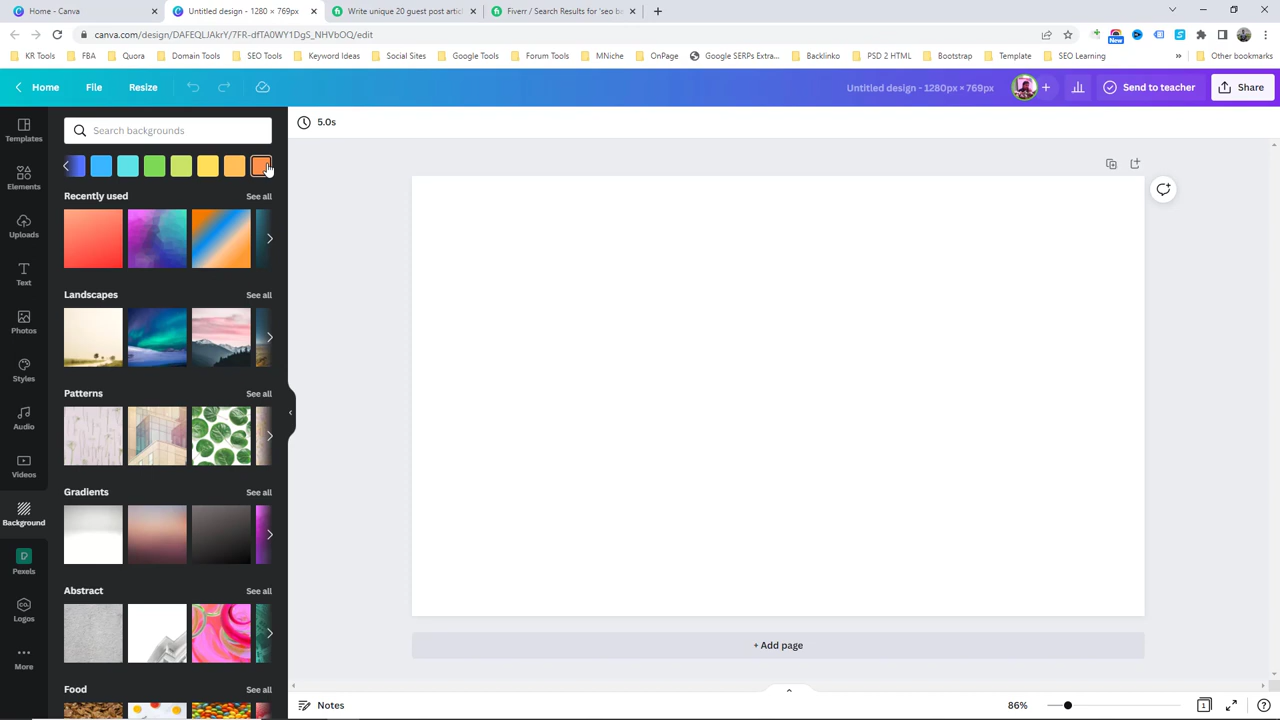 Home - Canva
Untitled design - 1280 × 769px
Write unique 20 guest post artic
Fiverr / Search Results for 'seo ba
canva.com/design/DAFEQLJAkrY/7FR-dfTA0WY1DgS_NHVbOQ/edit
New
KR Tools
FBA
Quora
Domain Tools
SEO Tools
Keyword Ideas
Social Sites
Google Tools
Forum Tools
MNiche
OnPage
Google SERPs Extra...
Backlinko
PSD 2 HTML
Bootstrap
Template
SEO Learning
»
Other bookmarks
Home
File
Resize
Untitled design - 1280px × 769px
Send to teacher
Share
Templates
Elements
Uploads
Text
Photos
Styles
Audio
Videos
Background
Pexels
Logos
More
Search backgrounds
Recently used
See all
Landscapes
See all
Patterns
See all
Gradients
See all
Abstract
See all
Food
See all
5.0s
+ Add page
Notes
86%
1